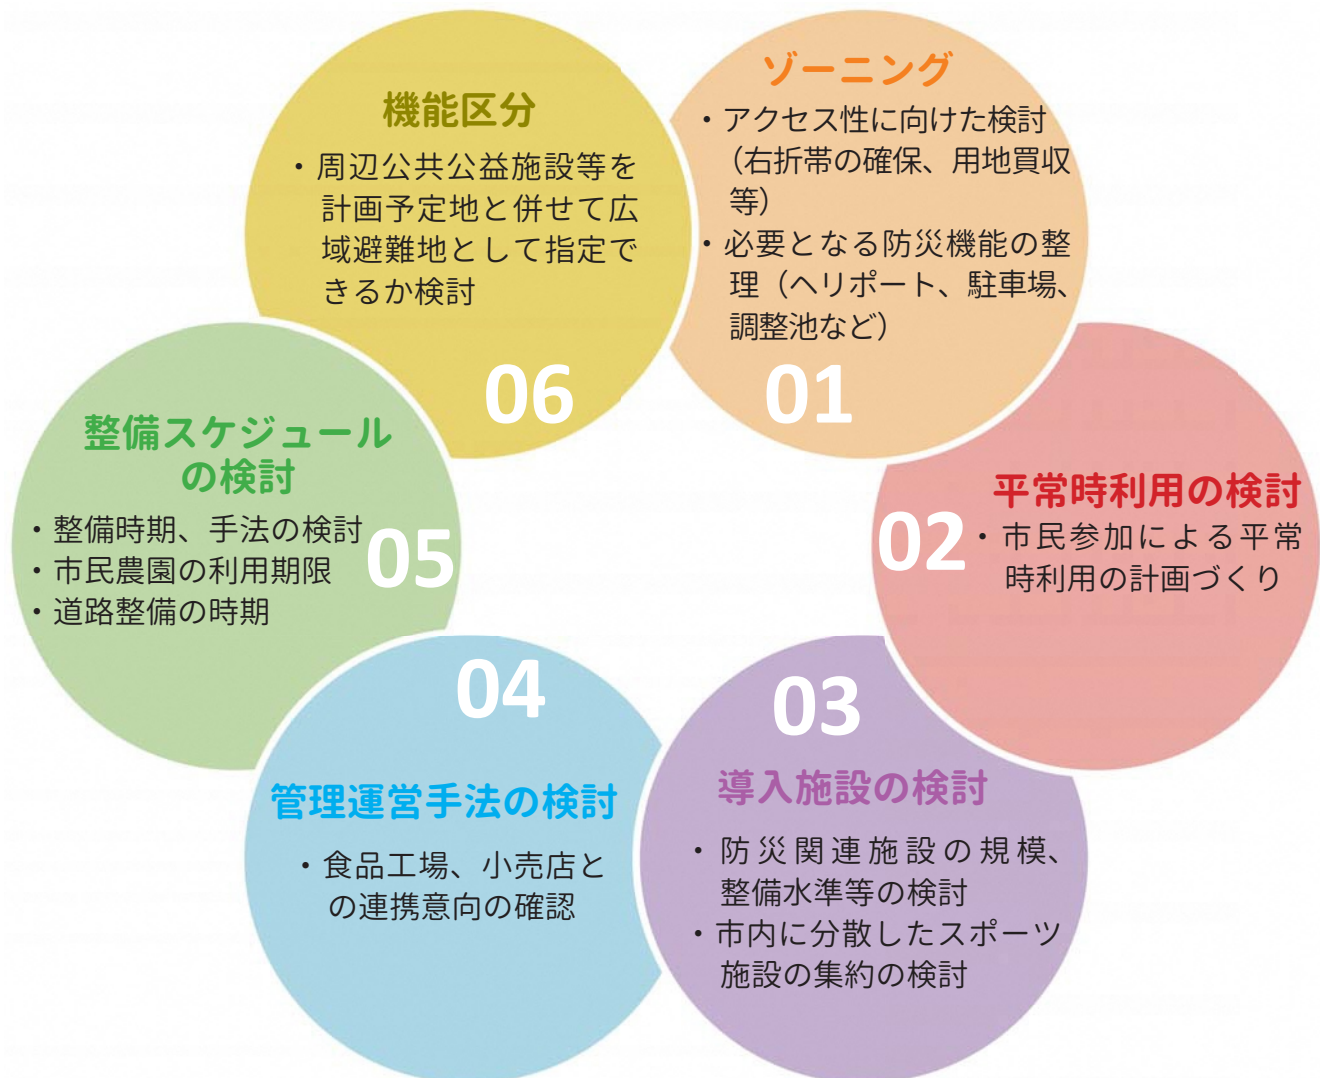 ゾーニング
・アクセス性に向けた検討
（右折帯の確保、用地買収
等）
・必要となる防災機能の整
理（ヘリポート、駐車場、
調整池など）
01
平常時利用の検討
02
・市民参加による平常
時利用の計画づくり
03
導入施設の検討
・防災関連施設の規模、
整備水準等の検討
・市内に分散したスポーツ
施設の集約の検討
04
管理運営手法の検討
・食品工場、小売店と
の連携意向の確認
整備スケジュール
の検討
・整備時期、手法の検討
05
・市民農園の利用期限
・道路整備の時期
機能区分
・周辺公共公益施設等を
計画予定地と併せて広
域避難地として指定で
きるか検討
06